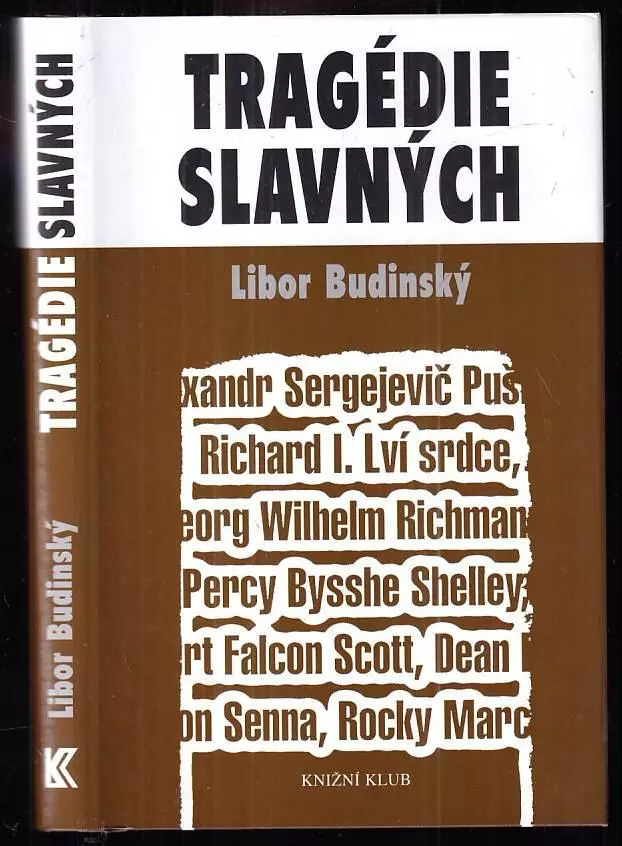 TRAGÉDIE
SLAVNÝCH
Libor Budinský
xandr Sergejevič Puš
Richard I. Lví srdce,
eorg Wilhelm Richman
Percy Bysshe Shelley,
rt Falcon Scott, Dean
on Senna, Rocky Marc
KNIŽNÍ KLUB
Libor Budinský TRAGÉDIE SLAVNÝCH